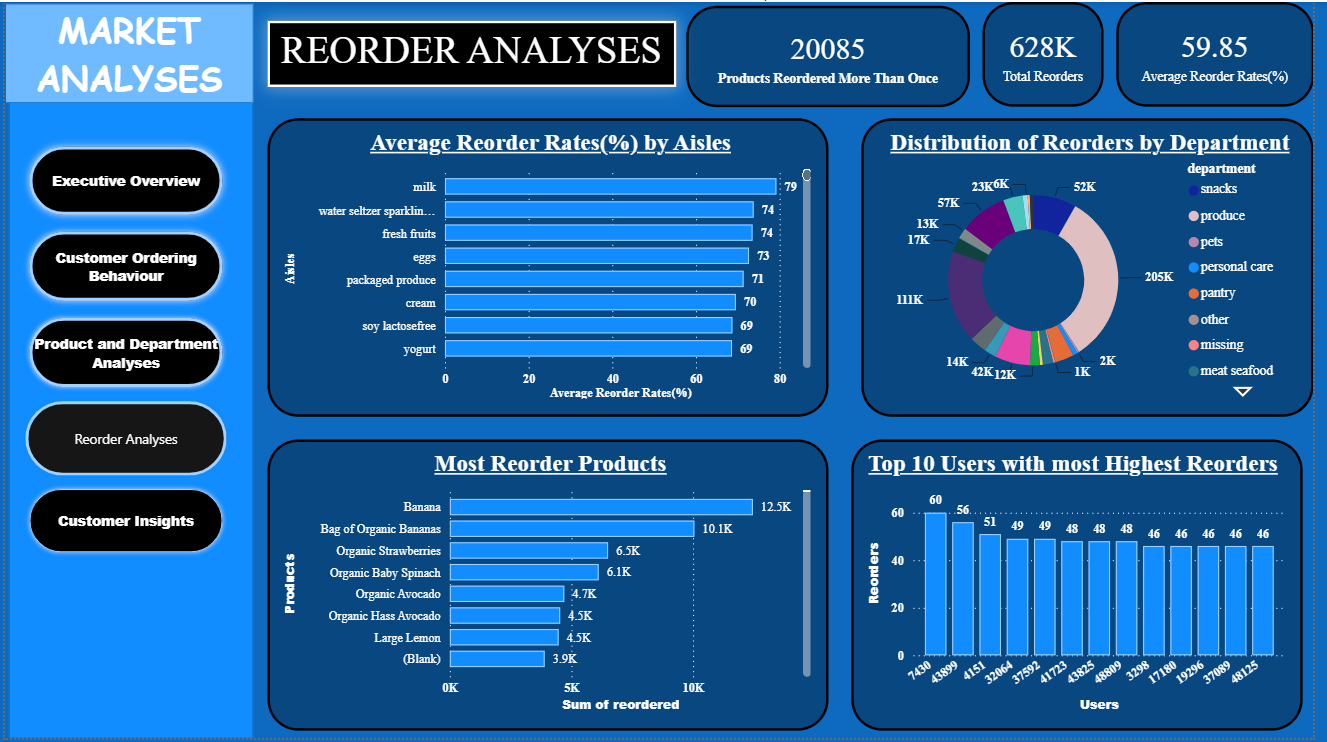 MARKET
ANALYSES
REORDER ANALYSES
20085
Products Reordered More Than Once
628K
Total Reorders
59.85
Average Reorder Rates(%)
Executive Overview
Customer Ordering
Behaviour
Product and Department
Analyses
Reorder Analyses
Customer Insights
Average Reorder Rates(%) by Aisles
Aisles
milk 79
water seltzer sparklin... 74
fresh fruits 74
eggs 73
packaged produce 71
cream 70
soy lactosefree 69
yogurt 69
0 20 40 60 80
Average Reorder Rates(%)
Distribution of Reorders by Department
52K
205K
2K
1K
12K
42K
14K
111K
17K
13K
57K
23K
6K
department
snacks
produce
pets
personal care
pantry
other
missing
meat seafood
Most Reorder Products
Products
Banana 12.5K
Bag of Organic Bananas 10.1K
Organic Strawberries 6.5K
Organic Baby Spinach 6.1K
Organic Avocado 4.7K
Organic Hass Avocado 4.5K
Large Lemon 4.5K
(Blank) 3.9K
0K 5K 10K
Sum of reordered
Top 10 Users with most Highest Reorders
Reorders
60
40
20
0
60 56 51 49 49 48 48 48 46 46 46 46 46
7430 43899 4151 32064 37592 41723 43825 48809 3298 17180 19296 37089 48125
Users